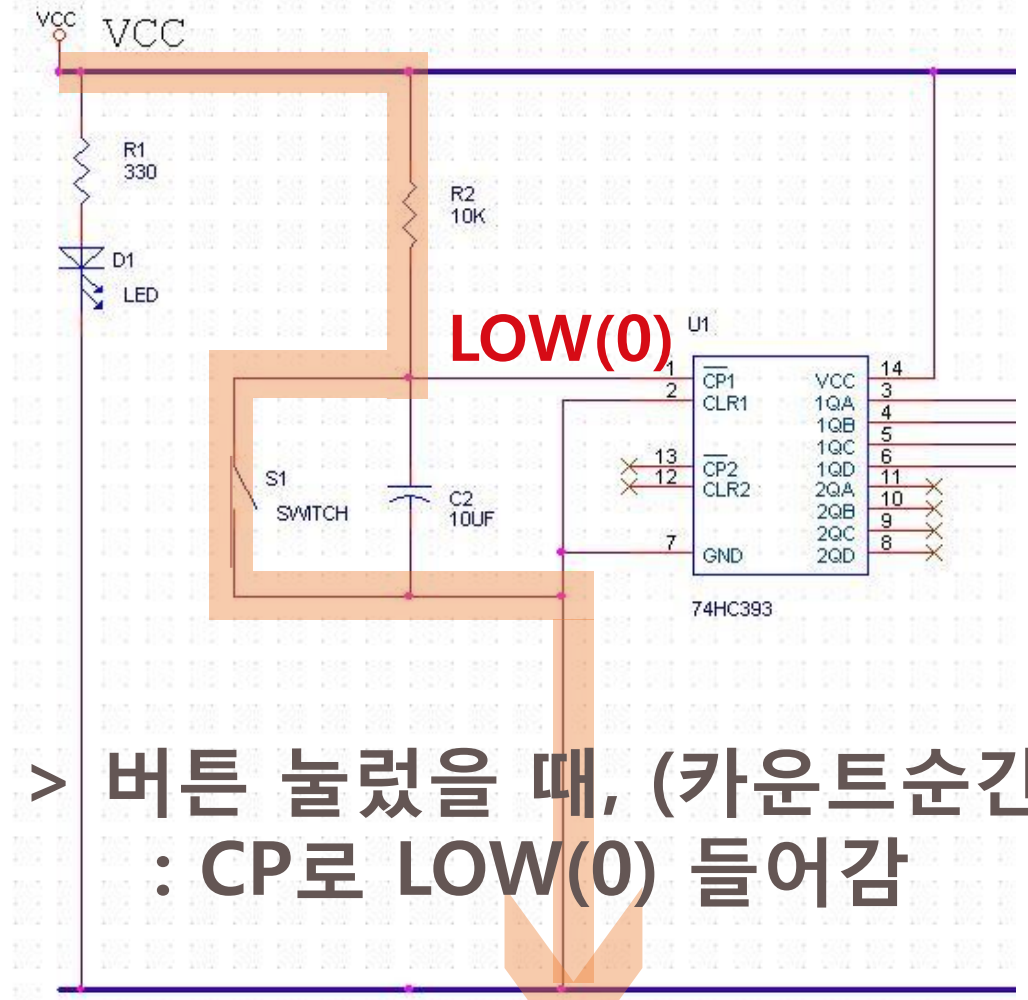 VCC VCC
R1
330
R2
10K
D1
LED
LOW(0)
U1
1 CP1 VCC 14
2 CLR1 1QA 3
1QB 4
1QC 5
13 CP2 1QD 6
12 CLR2 2QA 11
2QB 10
2QC 9
7 GND 2QD 8
S1
SWITCH
C2
10UF
74HC393
> 버튼 눌렀을 때, (카운트순간
: CP로 LOW(0) 들어감